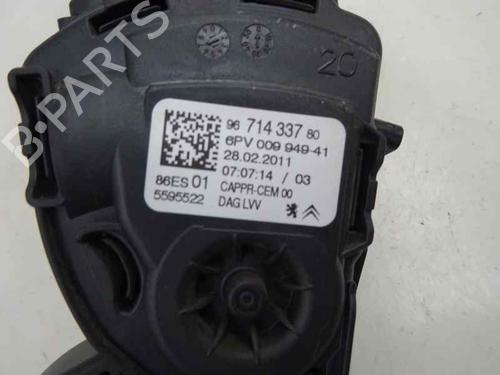 20
96 714 337 80
6PV 009 949-41
28.02.2011
07:07:14 / 03
86ES 01 CAPPR-CEM 00
5595522 DAG LVV